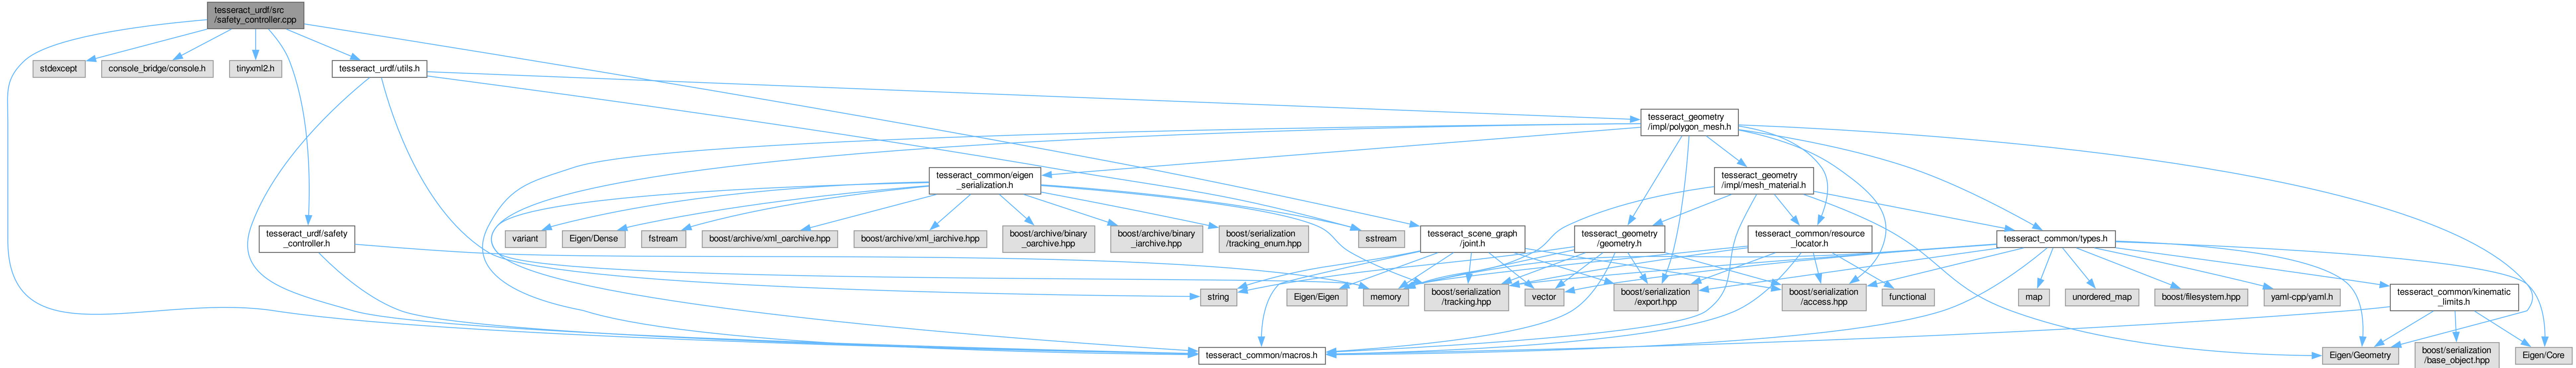 tesseract_urdf/src
/safety_controller.cpp
stdexcept
console_bridge/console.h
tinyxml2.h
tesseract_urdf/utils.h
tesseract_geometry
/impl/polygon_mesh.h
tesseract_common/eigen
_serialization.h
tesseract_geometry
/impl/mesh_material.h
tesseract_urdf/safety
_controller.h
variant
Eigen/Dense
fstream
boost/archive/xml_oarchive.hpp
boost/archive/xml_iarchive.hpp
boost/archive/binary
_oarchive.hpp
boost/archive/binary
_iarchive.hpp
boost/serialization
/tracking_enum.hpp
sstream
tesseract_scene_graph
/joint.h
tesseract_geometry
/geometry.h
tesseract_common/resource
_locator.h
tesseract_common/types.h
string
Eigen/Eigen
memory
boost/serialization
/tracking.hpp
vector
boost/serialization
/export.hpp
boost/serialization
/access.hpp
functional
map
unordered_map
boost/filesystem.hpp
yaml-cpp/yaml.h
tesseract_common/kinematic
_limits.h
tesseract_common/macros.h
Eigen/Geometry
boost/serialization
/base_object.hpp
Eigen/Core